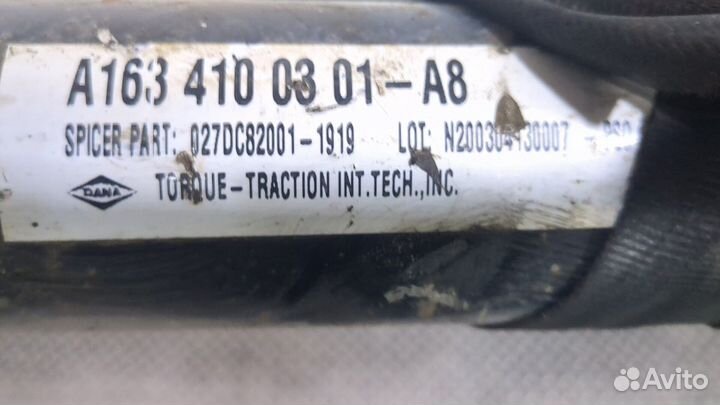 A163 410 03 01-A8
SPICER PART: 027DC82001-1919 LOT: N200304130007
DANA
TORQUE-TRACTION INT.TECH.,INC.
Avito